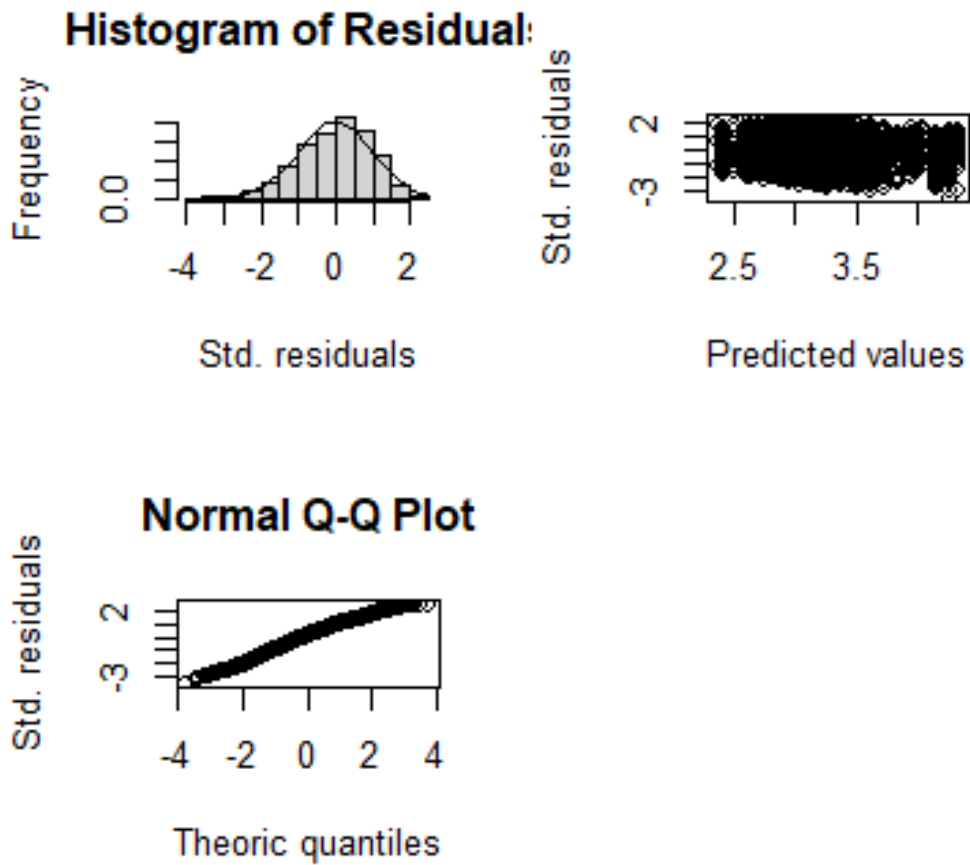 Histogram of Residuals
Frequency
0.0
-4 -2 0 2
Std. residuals
Std. residuals
2
-3
2.5 3.5
Predicted values
Normal Q-Q Plot
Std. residuals
2
-3
-4 -2 0 2 4
Theoric quantiles